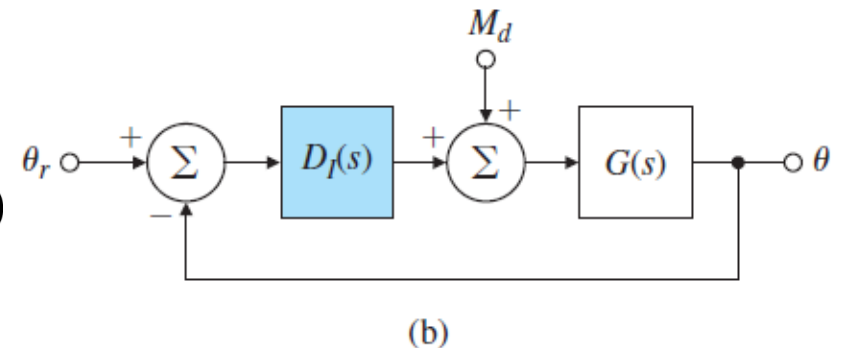 M_d
+ + +
θ_r Σ D_I(s) Σ G(s) θ
−
)
(b)